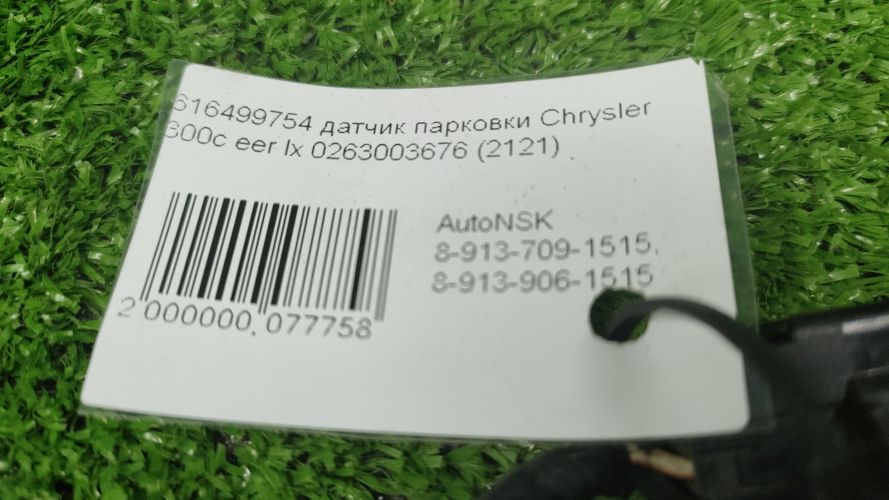 616499754 датчик парковки Chrysler
300c eer lx 0263003676 (2121)
AutoNSK
8-913-709-1515,
8-913-906-1515
2 000000 077758